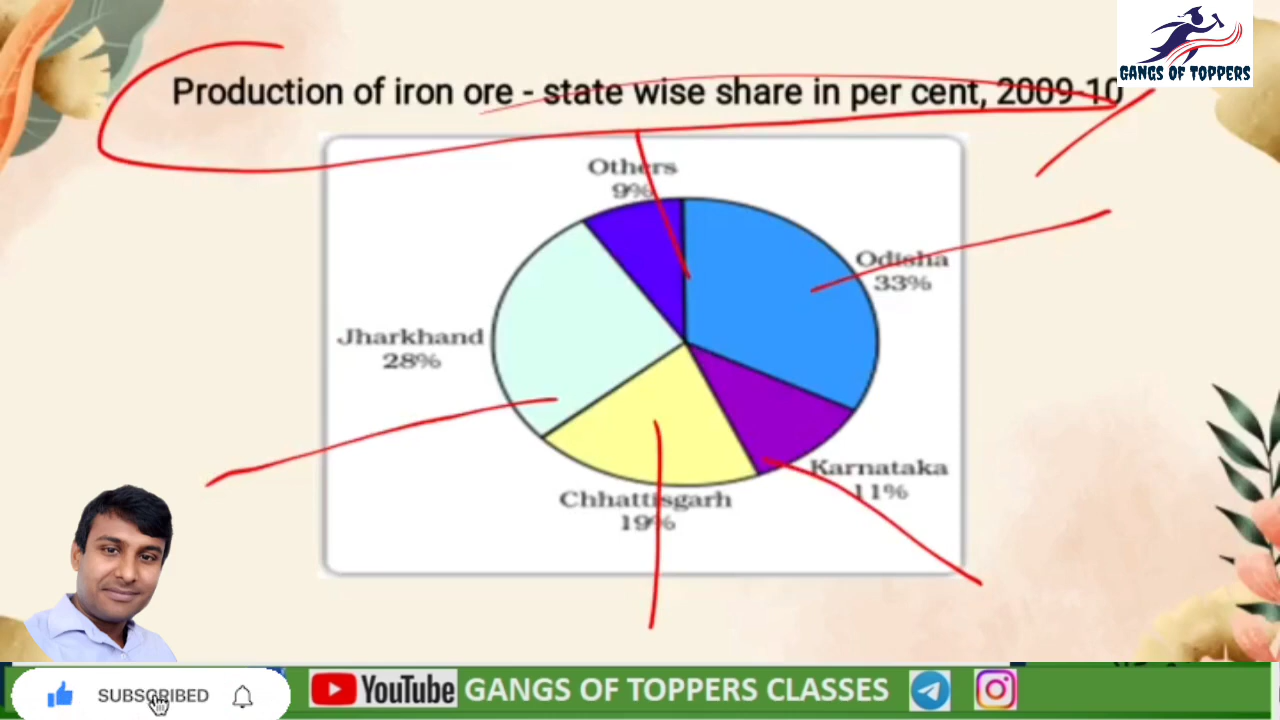 GANGS OF TOPPERS
Production of iron ore - state wise share in per cent, 2009-10
Others
9%
Odisha
33%
Jharkhand
28%
Karnataka
11%
Chhattisgarh
19%
SUBSCRIBED
YouTube
GANGS OF TOPPERS CLASSES